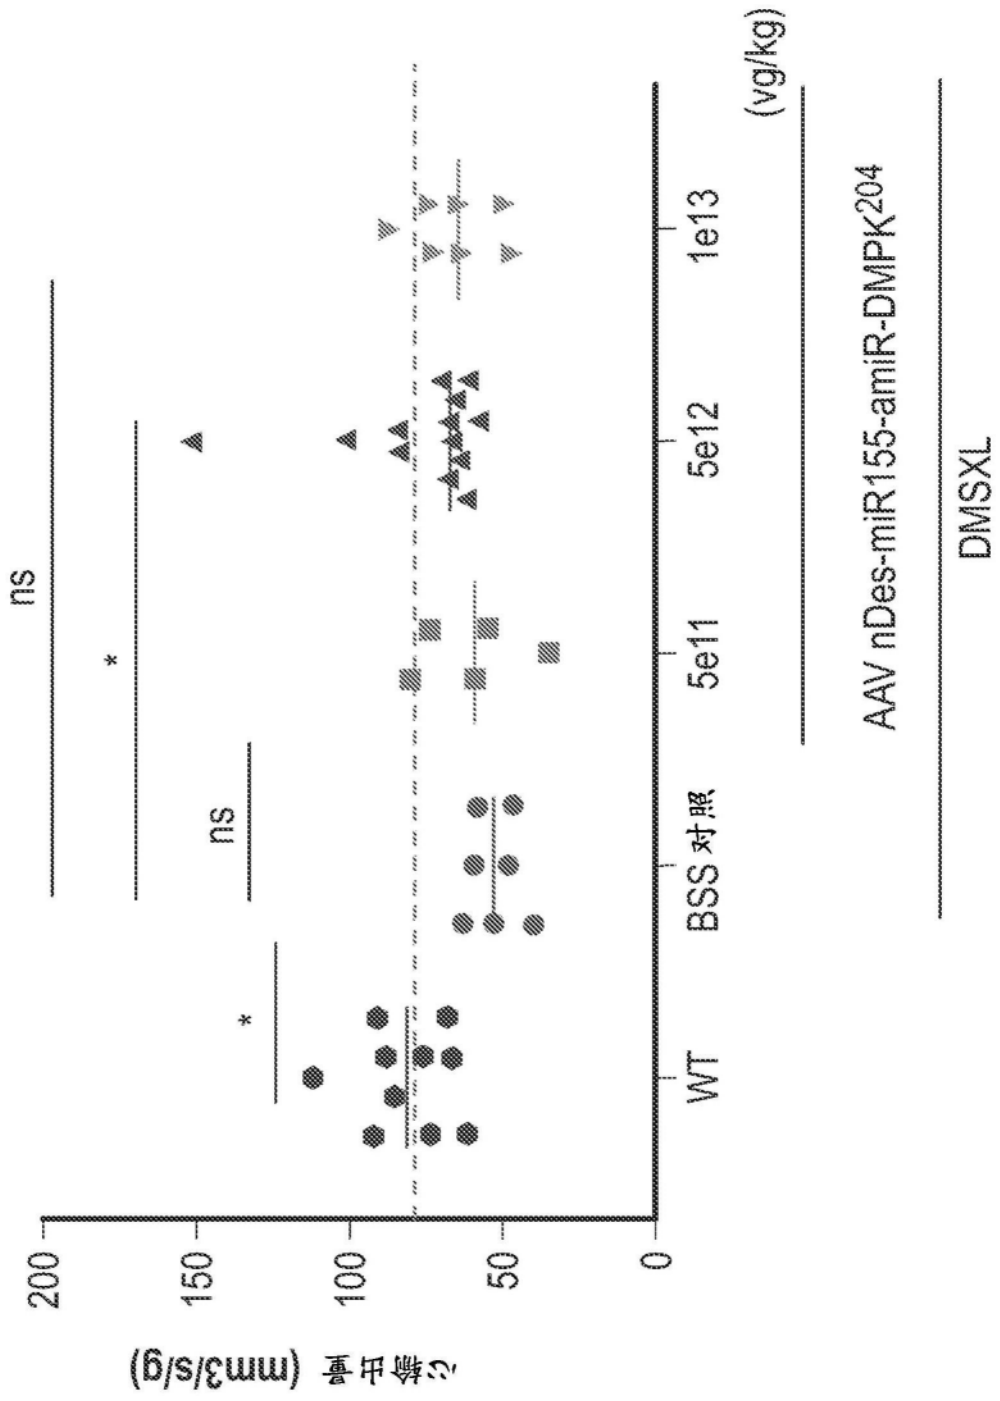 心輸出量 (mm3/s/g)
200
150
100
50
0
ns
*
ns
*
WT
BSS 对照
5e11
5e12
1e13
(vg/kg)
AAV nDes-miR155-amiR-DMPK204
DMSXL